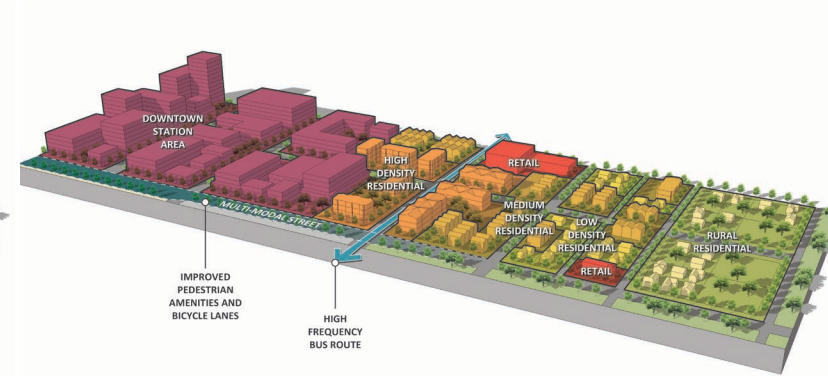 DOWNTOWN
STATION
AREA
HIGH
DENSITY
RESIDENTIAL
RETAIL
MEDIUM
DENSITY
RESIDENTIAL
LOW
DENSITY
RESIDENTIAL
RETAIL
RURAL
RESIDENTIAL
MULTI-MODAL STREET
IMPROVED
PEDESTRIAN
AMENITIES AND
BICYCLE LANES
HIGH
FREQUENCY
BUS ROUTE